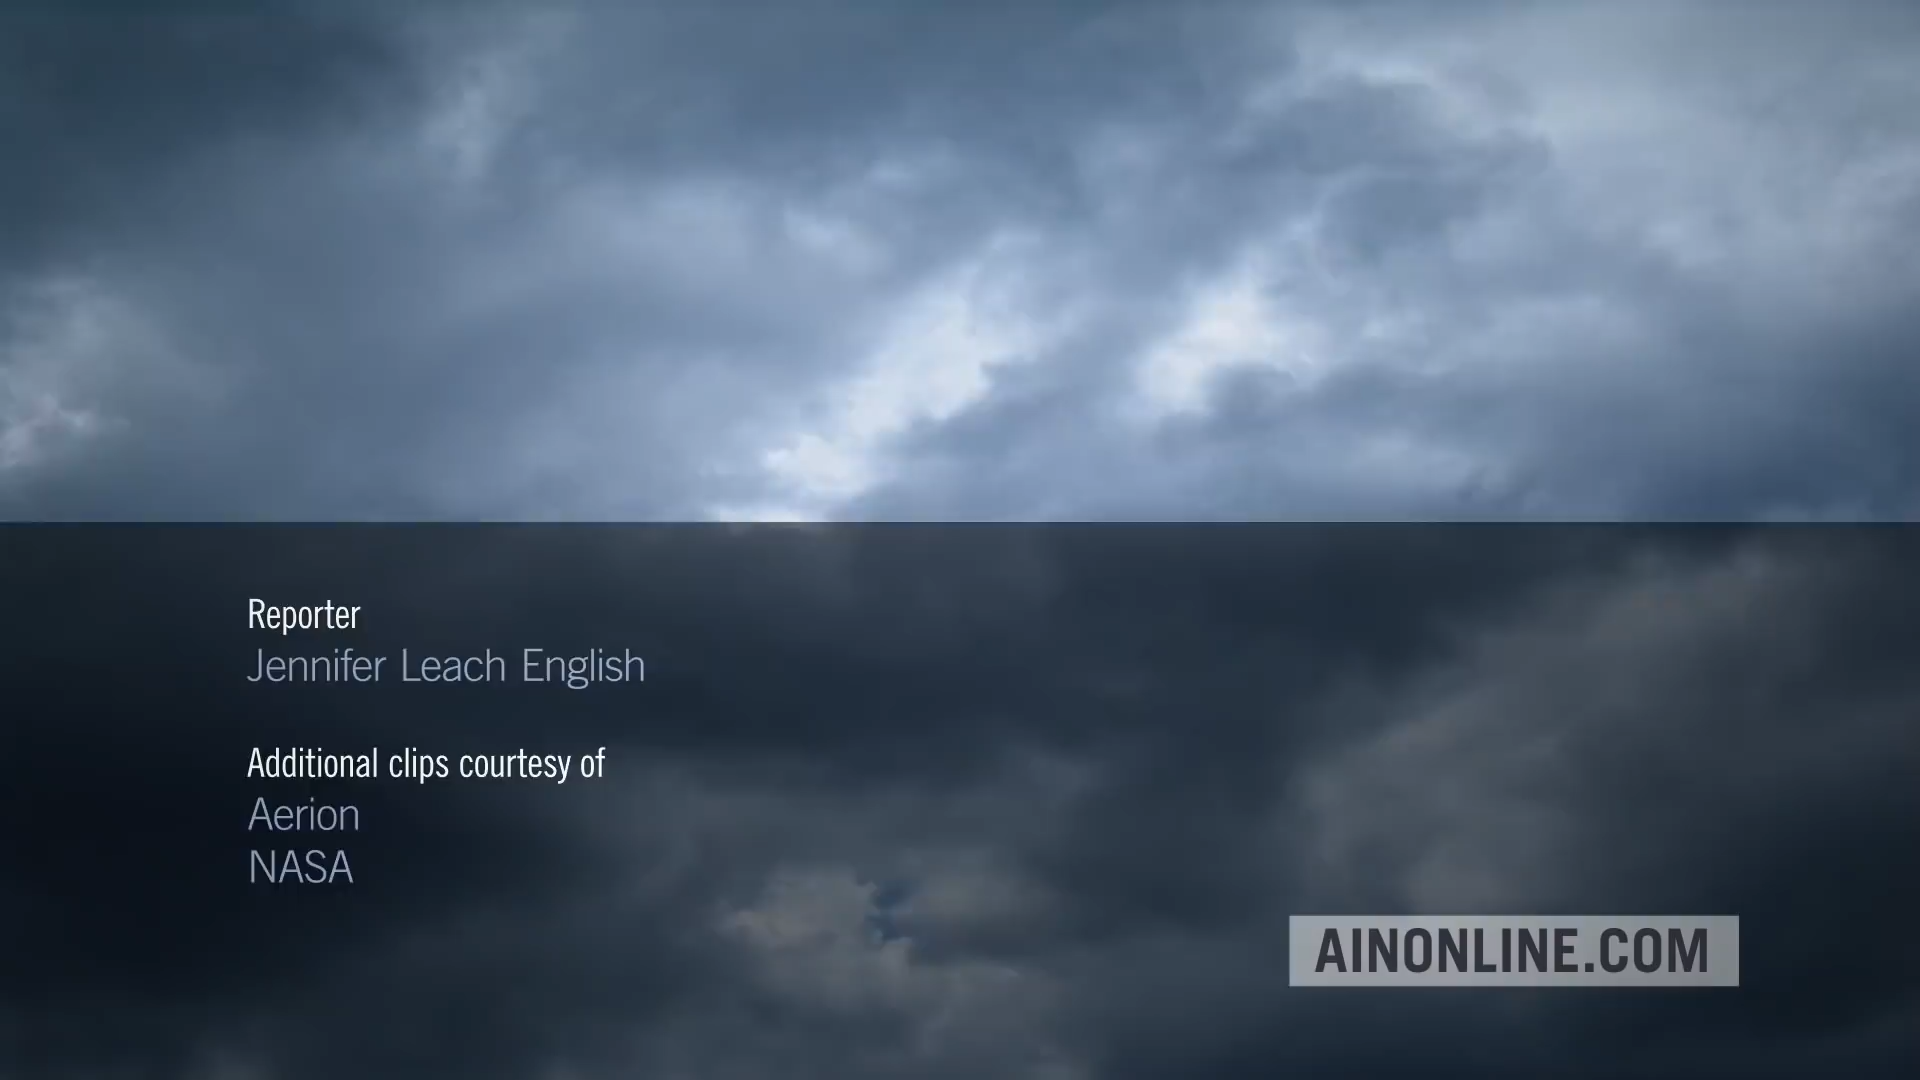 Reporter
Jennifer Leach English
Additional clips courtesy of
Aerion
NASA
AINONLINE.COM